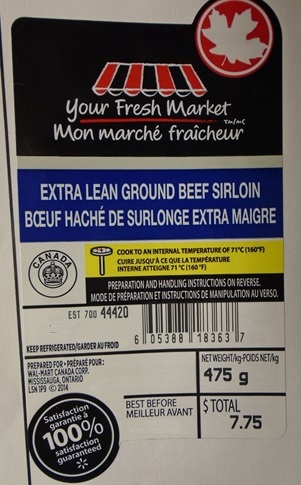 Your Fresh Market
TM/MC
Mon marché fraîcheur
EXTRA LEAN GROUND BEEF SIRLOIN
BŒUF HACHÉ DE SURLONGE EXTRA MAIGRE
CANADA
COOK TO AN INTERNAL TEMPERATURE OF 71°C (160°F)
CUIRE JUSQU'À CE QUE LA TEMPÉRATURE
INTERNE ATTEIGNE 71 °C (160 °F)
PREPARATION AND HANDLING INSTRUCTIONS ON REVERSE.
MODE DE PRÉPARATION ET INSTRUCTIONS DE MANIPULATION AU VERSO.
EST 700 44420
6 05388 18363 7
KEEP REFRIGERATED/GARDER AU FROID
PREPARED FOR • PRÉPARÉ POUR:
WAL-MART CANADA CORP.
MISSISSAUGA, ONTARIO
L5N 1P9 © 2014
NET WEIGHT/kg-POIDS NET/kg
475 g
Satisfaction
garantie à
100%
satisfaction
guaranteed
BEST BEFORE
MEILLEUR AVANT
$ TOTAL
7.75